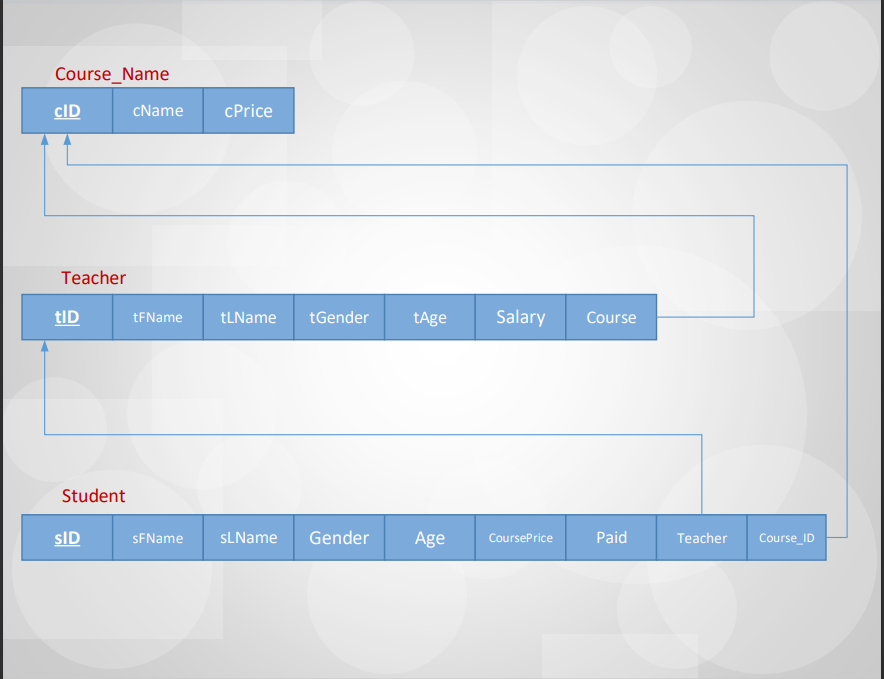 Course_Name
cID cName cPrice
Teacher
tID tFName tLName tGender tAge Salary Course
Student
sID sFName sLName Gender Age CoursePrice Paid Teacher Course_ID